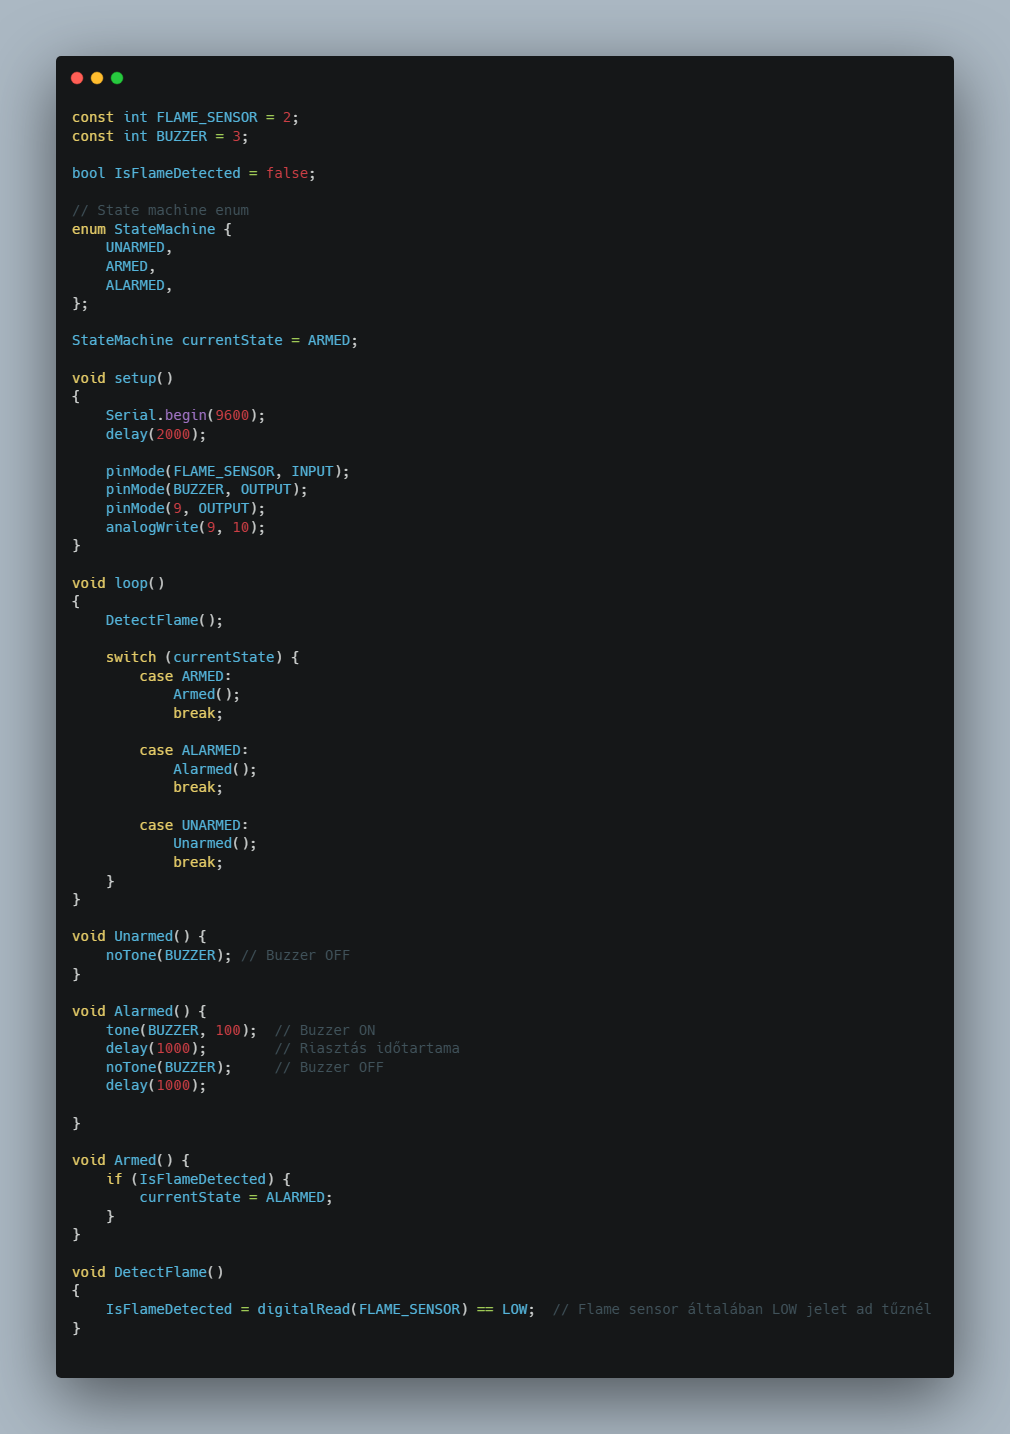 const int FLAME_SENSOR = 2;
const int BUZZER = 3;

bool IsFlameDetected = false;

// State machine enum
enum StateMachine {
    UNARMED,
    ARMED,
    ALARMED,
};

StateMachine currentState = ARMED;

void setup()
{
    Serial.begin(9600);
    delay(2000);

    pinMode(FLAME_SENSOR, INPUT);
    pinMode(BUZZER, OUTPUT);
    pinMode(9, OUTPUT);
    analogWrite(9, 10);
}

void loop()
{
    DetectFlame();

    switch (currentState) {
        case ARMED:
            Armed();
            break;

        case ALARMED:
            Alarmed();
            break;

        case UNARMED:
            Unarmed();
            break;
    }
}

void Unarmed() {
    noTone(BUZZER); // Buzzer OFF
}

void Alarmed() {
    tone(BUZZER, 100);  // Buzzer ON
    delay(1000);        // Riasztás időtartama
    noTone(BUZZER);     // Buzzer OFF
    delay(1000);

}

void Armed() {
    if (IsFlameDetected) {
        currentState = ALARMED;
    }
}

void DetectFlame()
{
    IsFlameDetected = digitalRead(FLAME_SENSOR) == LOW;  // Flame sensor általában LOW jelet ad tűznél
}